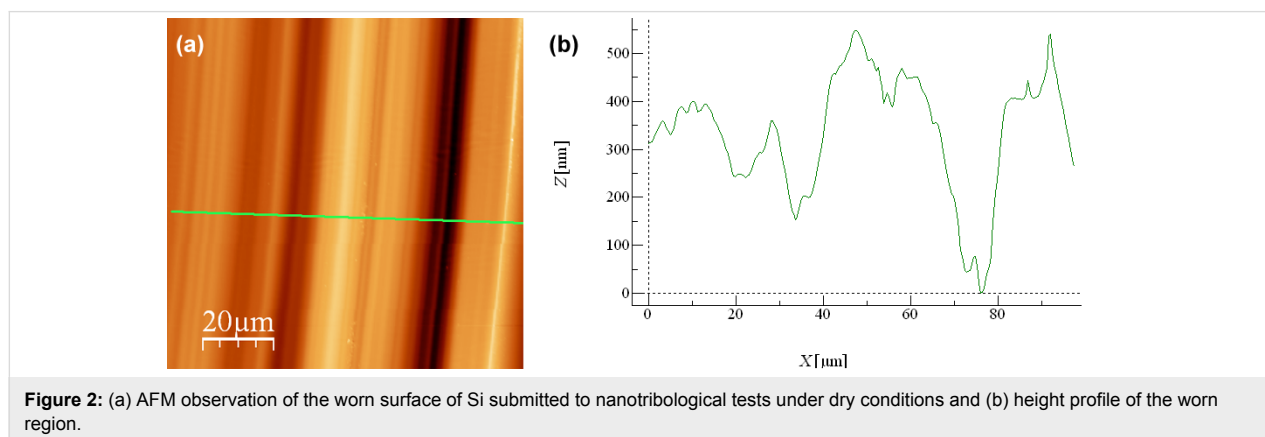 (a)
20µm
(b)
500
400
300
200
100
0
Z[nm]
0 20 40 60 80
X[µm]
Figure 2: (a) AFM observation of the worn surface of Si submitted to nanotribological tests under dry conditions and (b) height profile of the worn
region.